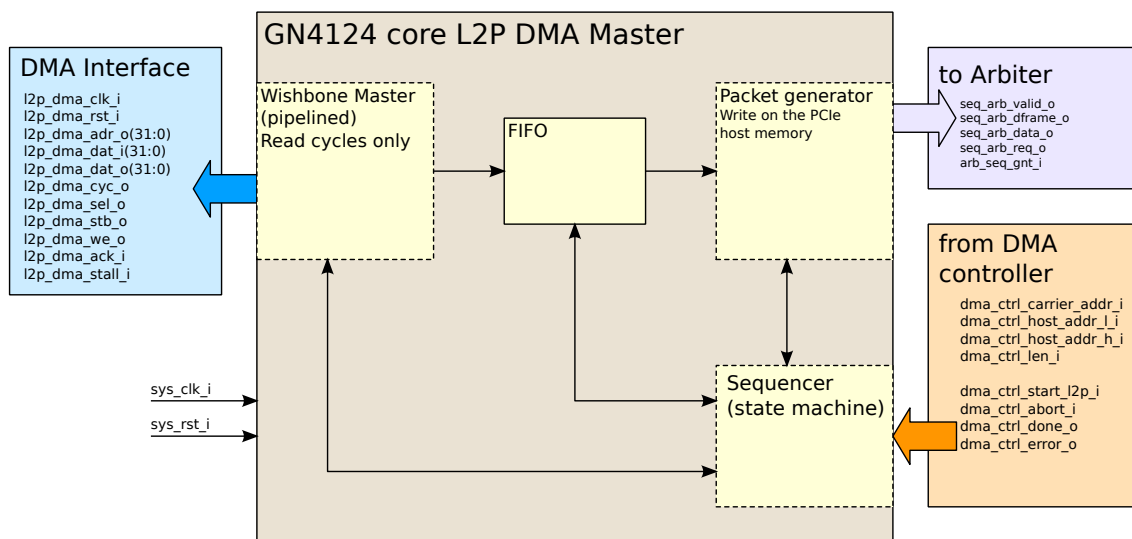 GN4124 core L2P DMA Master
DMA Interface
l2p_dma_clk_i
l2p_dma_rst_i
l2p_dma_adr_o(31:0)
l2p_dma_dat_i(31:0)
l2p_dma_dat_o(31:0)
l2p_dma_cyc_o
l2p_dma_sel_o
l2p_dma_stb_o
l2p_dma_we_o
l2p_dma_ack_i
l2p_dma_stall_i
Wishbone Master
(pipelined)
Read cycles only
FIFO
Packet generator
Write on the PCIe
host memory
to Arbiter
seq_arb_valid_o
seq_arb_dframe_o
seq_arb_data_o
seq_arb_req_o
arb_seq_gnt_i
from DMA
controller
dma_ctrl_carrier_addr_i
dma_ctrl_host_addr_l_i
dma_ctrl_host_addr_h_i
dma_ctrl_len_i
dma_ctrl_start_l2p_i
dma_ctrl_abort_i
dma_ctrl_done_o
dma_ctrl_error_o
Sequencer
(state machine)
sys_clk_i
sys_rst_i